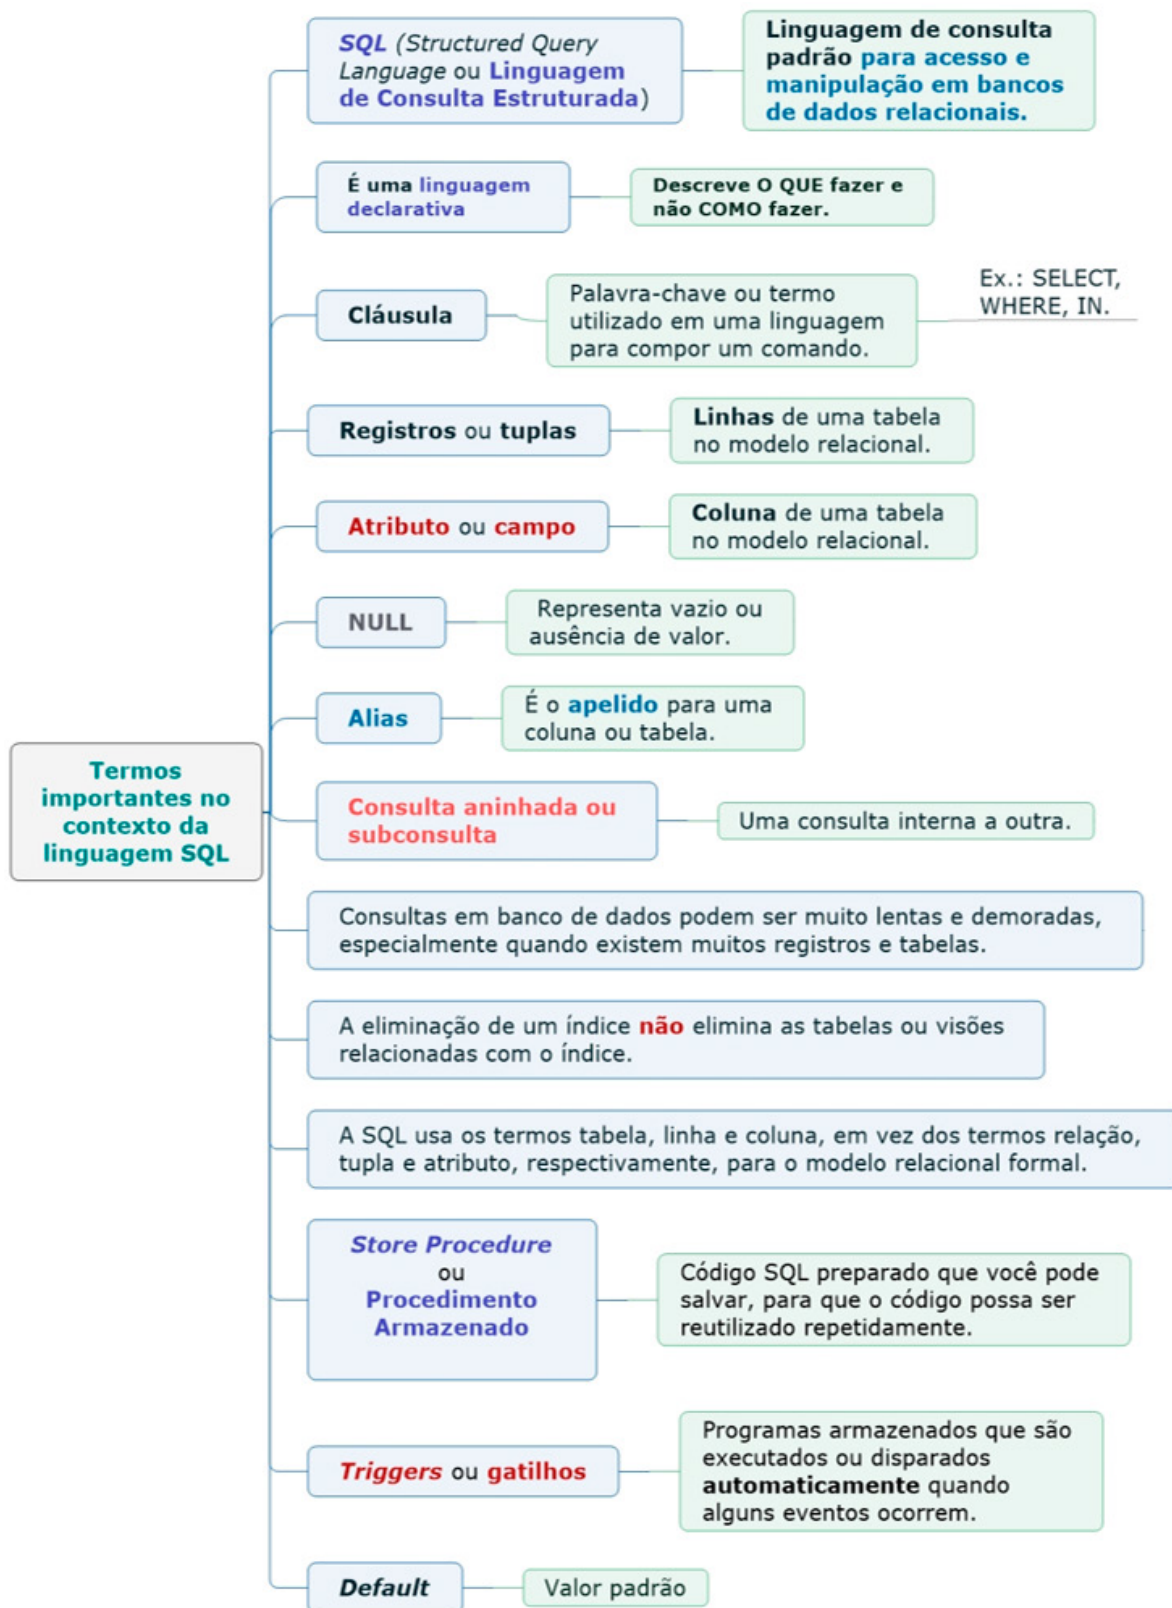 SQL (Structured Query
Language ou Linguagem
de Consulta Estruturada)
Linguagem de consulta
padrão para acesso e
manipulação em bancos
de dados relacionais.
É uma linguagem
declarativa
Descreve O QUE fazer e
não COMO fazer.
Cláusula
Palavra-chave ou termo
utilizado em uma linguagem
para compor um comando.
Ex.: SELECT,
WHERE, IN.
Registros ou tuplas
Linhas de uma tabela
no modelo relacional.
Atributo ou campo
Coluna de uma tabela
no modelo relacional.
NULL
Representa vazio ou
ausência de valor.
Alias
É o apelido para uma
coluna ou tabela.
Termos
importantes no
contexto da
linguagem SQL
Consulta aninhada ou
subconsulta
Uma consulta interna a outra.
Consultas em banco de dados podem ser muito lentas e demoradas,
especialmente quando existem muitos registros e tabelas.
A eliminação de um índice não elimina as tabelas ou visões
relacionadas com o índice.
A SQL usa os termos tabela, linha e coluna, em vez dos termos relação,
tupla e atributo, respectivamente, para o modelo relacional formal.
Store Procedure
ou
Procedimento
Armazenado
Código SQL preparado que você pode
salvar, para que o código possa ser
reutilizado repetidamente.
Triggers ou gatilhos
Programas armazenados que são
executados ou disparados
automaticamente quando
alguns eventos ocorrem.
Default
Valor padrão